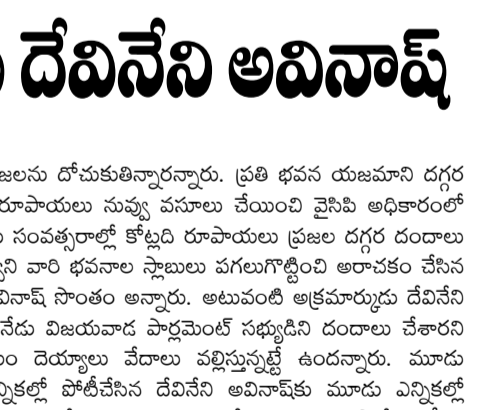 దేవినేని అవినాష్
జలను దోచుకుతిన్నారన్నారు. ప్రతి భవన యజమాని దగ్గర
రూపాయలు నువ్వు వసూలు చేయించి వైసిపి అధికారంలో
సంవత్సరాల్లో కోట్లది రూపాయలు ప్రజల దగ్గర దందాలు
ని వారి భవనాల స్లాబులు పగలుగొట్టించి అరాచకం చేసిన
వినాష్ సొంతం అన్నారు. అటువంటి అక్రమార్కుడు దేవినేని
నేడు విజయవాడ పార్లమెంట్ సభ్యుడిని దందాలు చేశారని
దెయ్యాలు వేదాలు వల్లిస్తున్నట్టే ఉందన్నారు. మూడు
న్నికల్లో పోటీచేసిన దేవినేని అవినాష్‌కు మూడు ఎన్నికల్లో